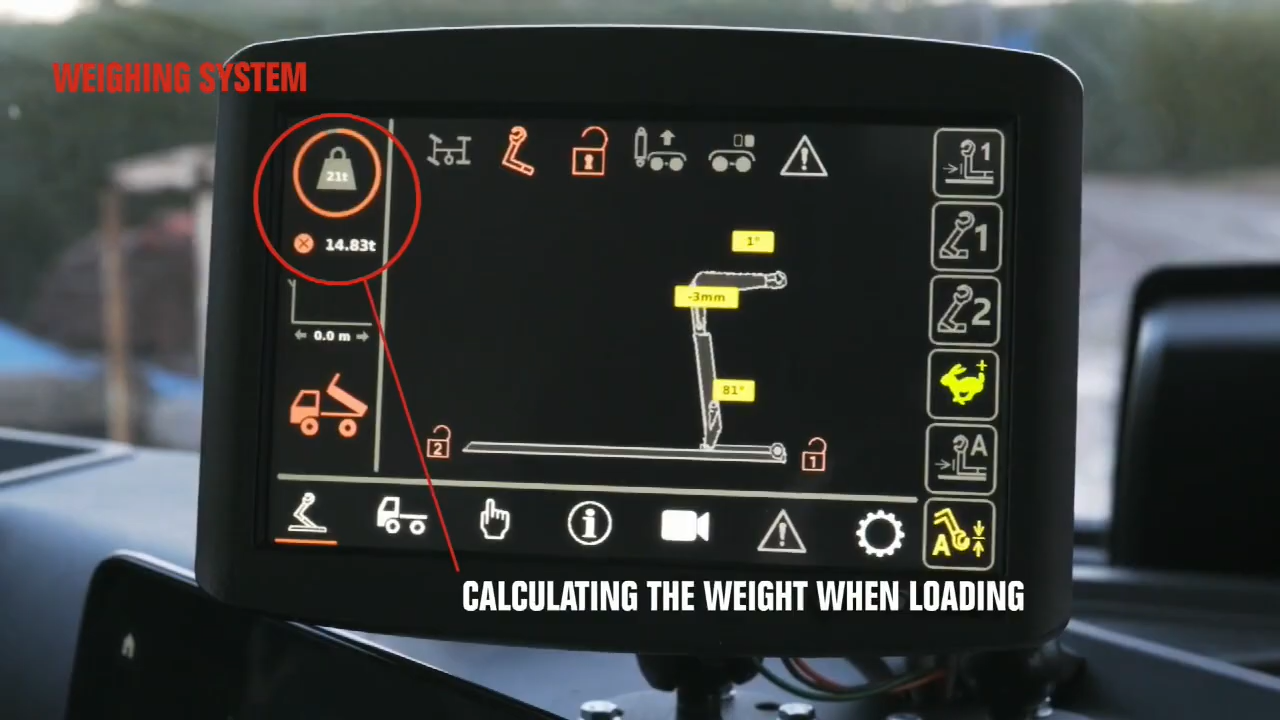 WEIGHING SYSTEM
21t
14.83t
0.0 m
1°
-3mm
81°
2
1
1
1
2
+
A
A
CALCULATING THE WEIGHT WHEN LOADING